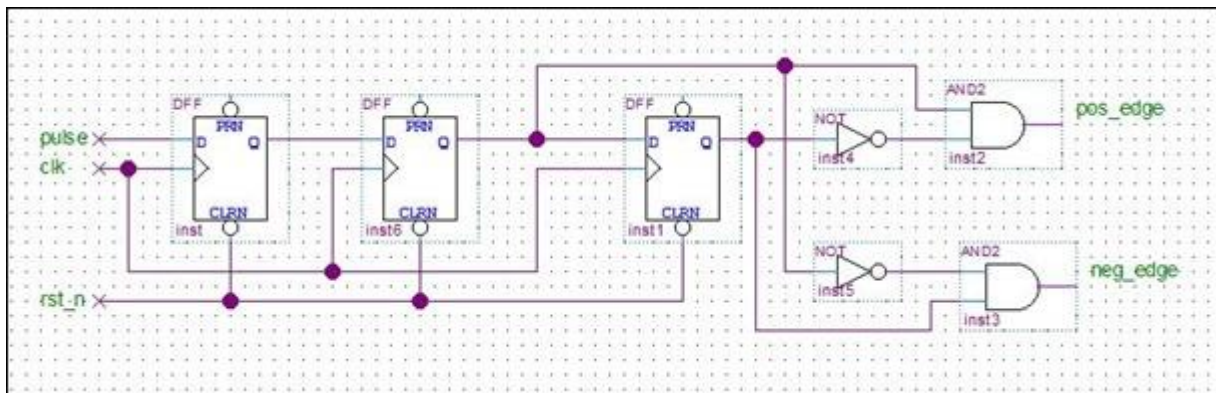 DFF
PRN
D Q
CLRN
inst
DFF
PRN
D Q
CLRN
inst6
DFF
PRN
D Q
CLRN
inst1
NOT
inst4
AND2
inst2
NOT
inst5
AND2
inst3
pulse
clk
rst_n
pos_edge
neg_edge